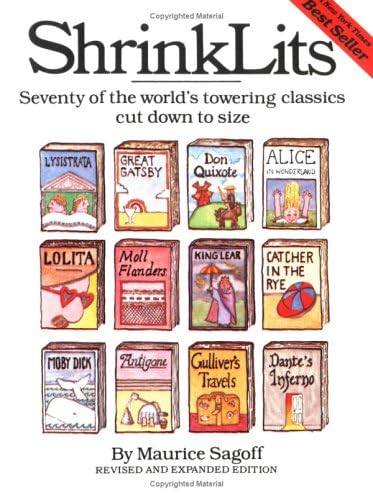 Copyrighted Material
A New York Times
Best Seller
ShrinkLits
Seventy of the world's towering classics
cut down to size
LYSISTRATA
GREAT
GATSBY
Don
Quixote
ALICE
IN WONDERLAND
LOLITA
Moll
Flanders
KING LEAR
CATCHER
IN THE
RYE
MOBY DICK
Antigone
Gulliver's
Travels
Dante's
Inferno
By Maurice Sagoff
REVISED AND EXPANDED EDITION
Copyrighted Material